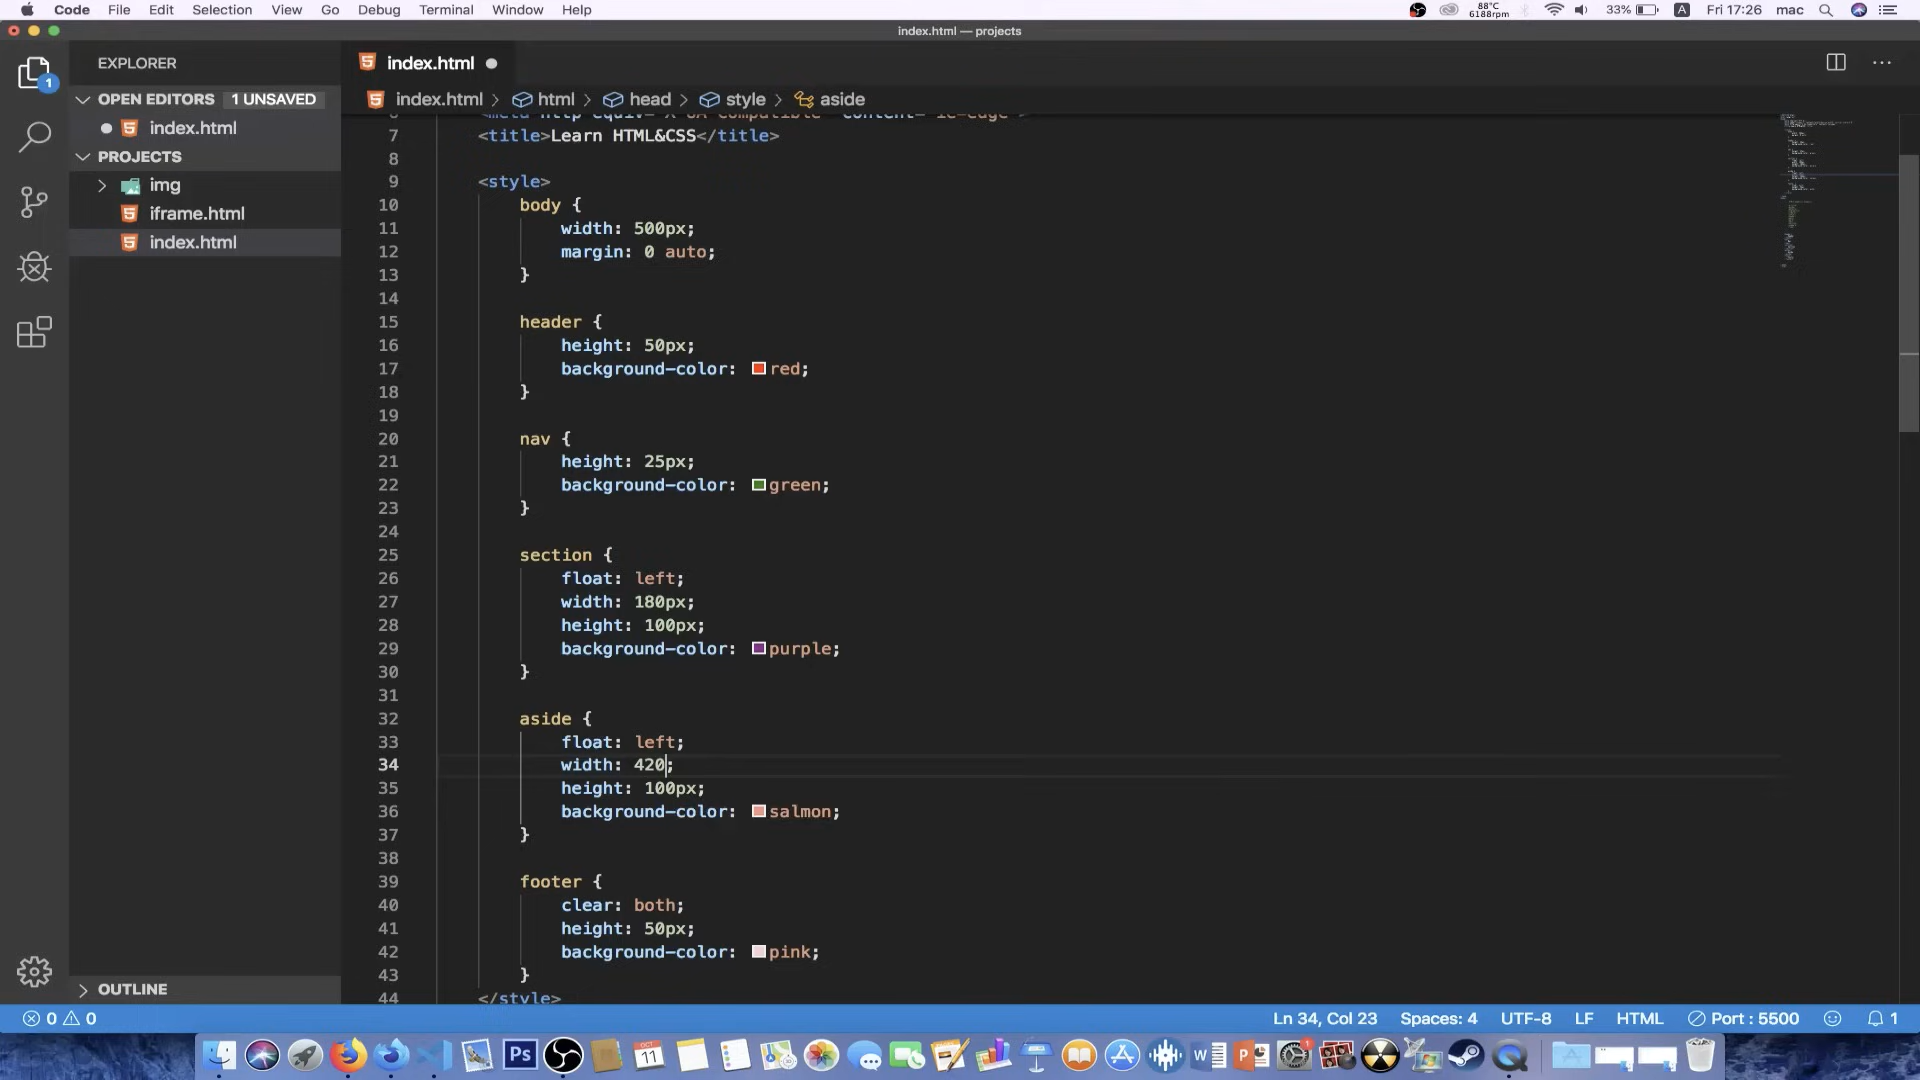 Code File Edit Selection View Go Debug Terminal Window Help 88°C 6188rpm 33% A Fri 17:26 mac
index.html — projects
EXPLORER
OPEN EDITORS 1 UNSAVED
index.html
PROJECTS
img
iframe.html
index.html
OUTLINE
1
index.html
index.html > html > head > style > aside
7 <title>Learn HTML&CSS</title>
8
9 <style>
10 body {
11 width: 500px;
12 margin: 0 auto;
13 }
14
15 header {
16 height: 50px;
17 background-color: red;
18 }
19
20 nav {
21 height: 25px;
22 background-color: green;
23 }
24
25 section {
26 float: left;
27 width: 180px;
28 height: 100px;
29 background-color: purple;
30 }
31
32 aside {
33 float: left;
34 width: 420;
35 height: 100px;
36 background-color: salmon;
37 }
38
39 footer {
40 clear: both;
41 height: 50px;
42 background-color: pink;
43 }
44 </style>
0 0 Ln 34, Col 23 Spaces: 4 UTF-8 LF HTML Port : 5500 1
Ps OCT 11 W P 1